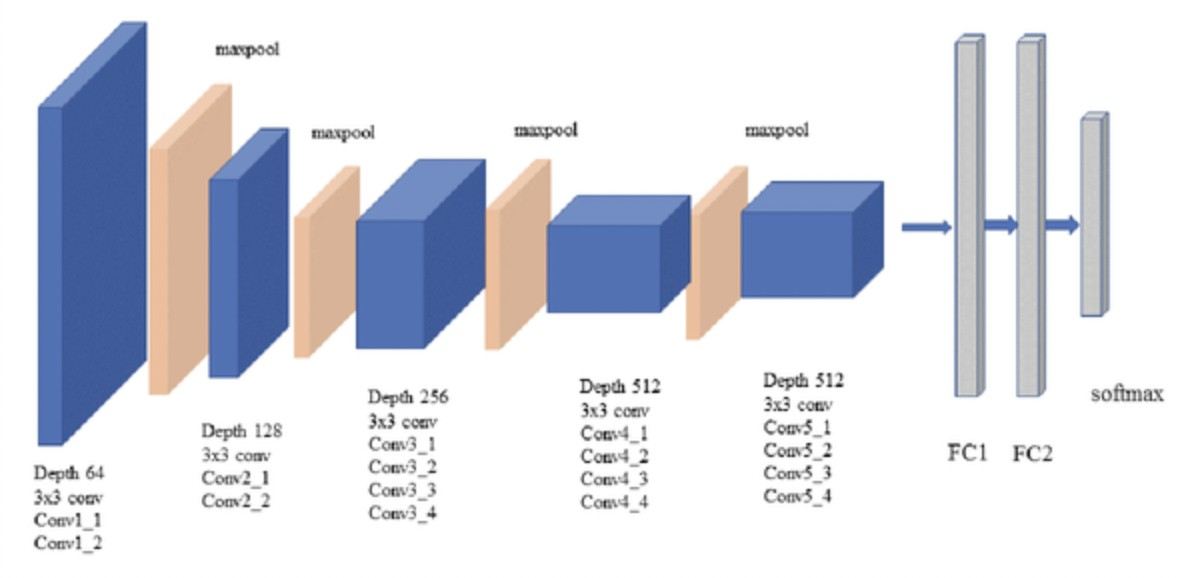 maxpool
maxpool
maxpool
maxpool
Depth 64
3x3 conv
Conv1_1
Conv1_2
Depth 128
3x3 conv
Conv2_1
Conv2_2
Depth 256
3x3 conv
Conv3_1
Conv3_2
Conv3_3
Conv3_4
Depth 512
3x3 conv
Conv4_1
Conv4_2
Conv4_3
Conv4_4
Depth 512
3x3 conv
Conv5_1
Conv5_2
Conv5_3
Conv5_4
FC1
FC2
softmax